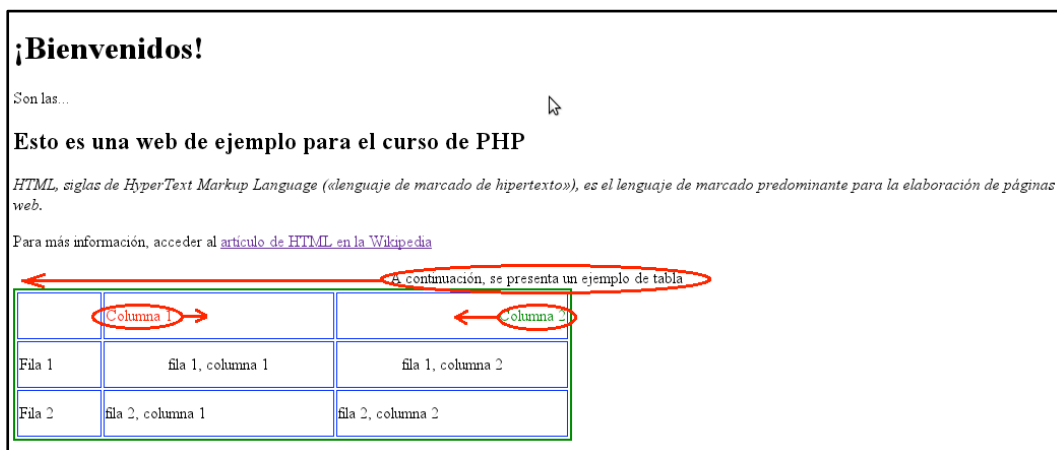 ¡Bienvenidos!
Son las...
Esto es una web de ejemplo para el curso de PHP
HTML, siglas de HyperText Markup Language («lenguaje de marcado de hipertexto»), es el lenguaje de marcado predominante para la elaboración de páginas
web.
Para más información, acceder al artículo de HTML en la Wikipedia
A continuación, se presenta un ejemplo de tabla
Columna 1 Columna 2
Fila 1 fila 1, columna 1 fila 1, columna 2
Fila 2 fila 2, columna 1 fila 2, columna 2